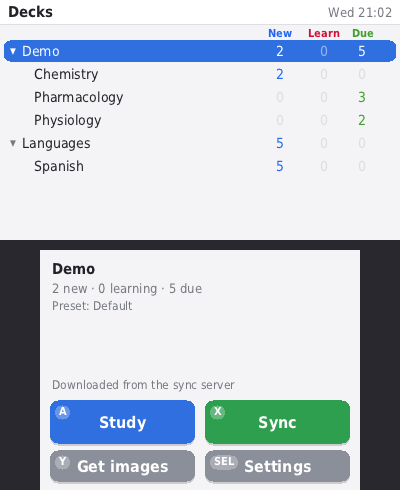 Decks Wed 21:02
New Learn Due
▼ Demo 2 0 5
Chemistry 2 0 0
Pharmacology 0 0 3
Physiology 0 0 2
▼ Languages 5 0 0
Spanish 5 0 0
Demo
2 new · 0 learning · 5 due
Preset: Default
Downloaded from the sync server
A Study
X Sync
Y Get images
SEL Settings